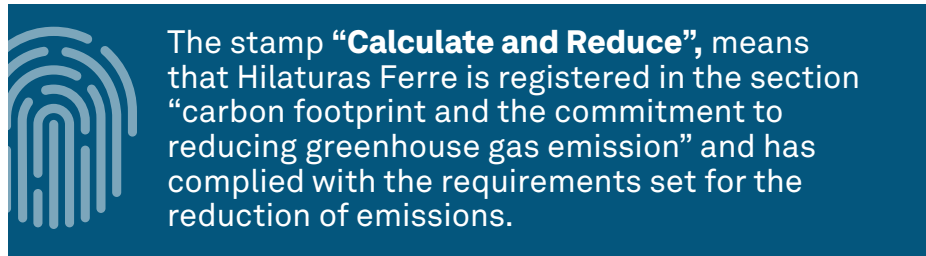 The stamp “Calculate and Reduce”, means
that Hilaturas Ferre is registered in the section
“carbon footprint and the commitment to
reducing greenhouse gas emission” and has
complied with the requirements set for the
reduction of emissions.